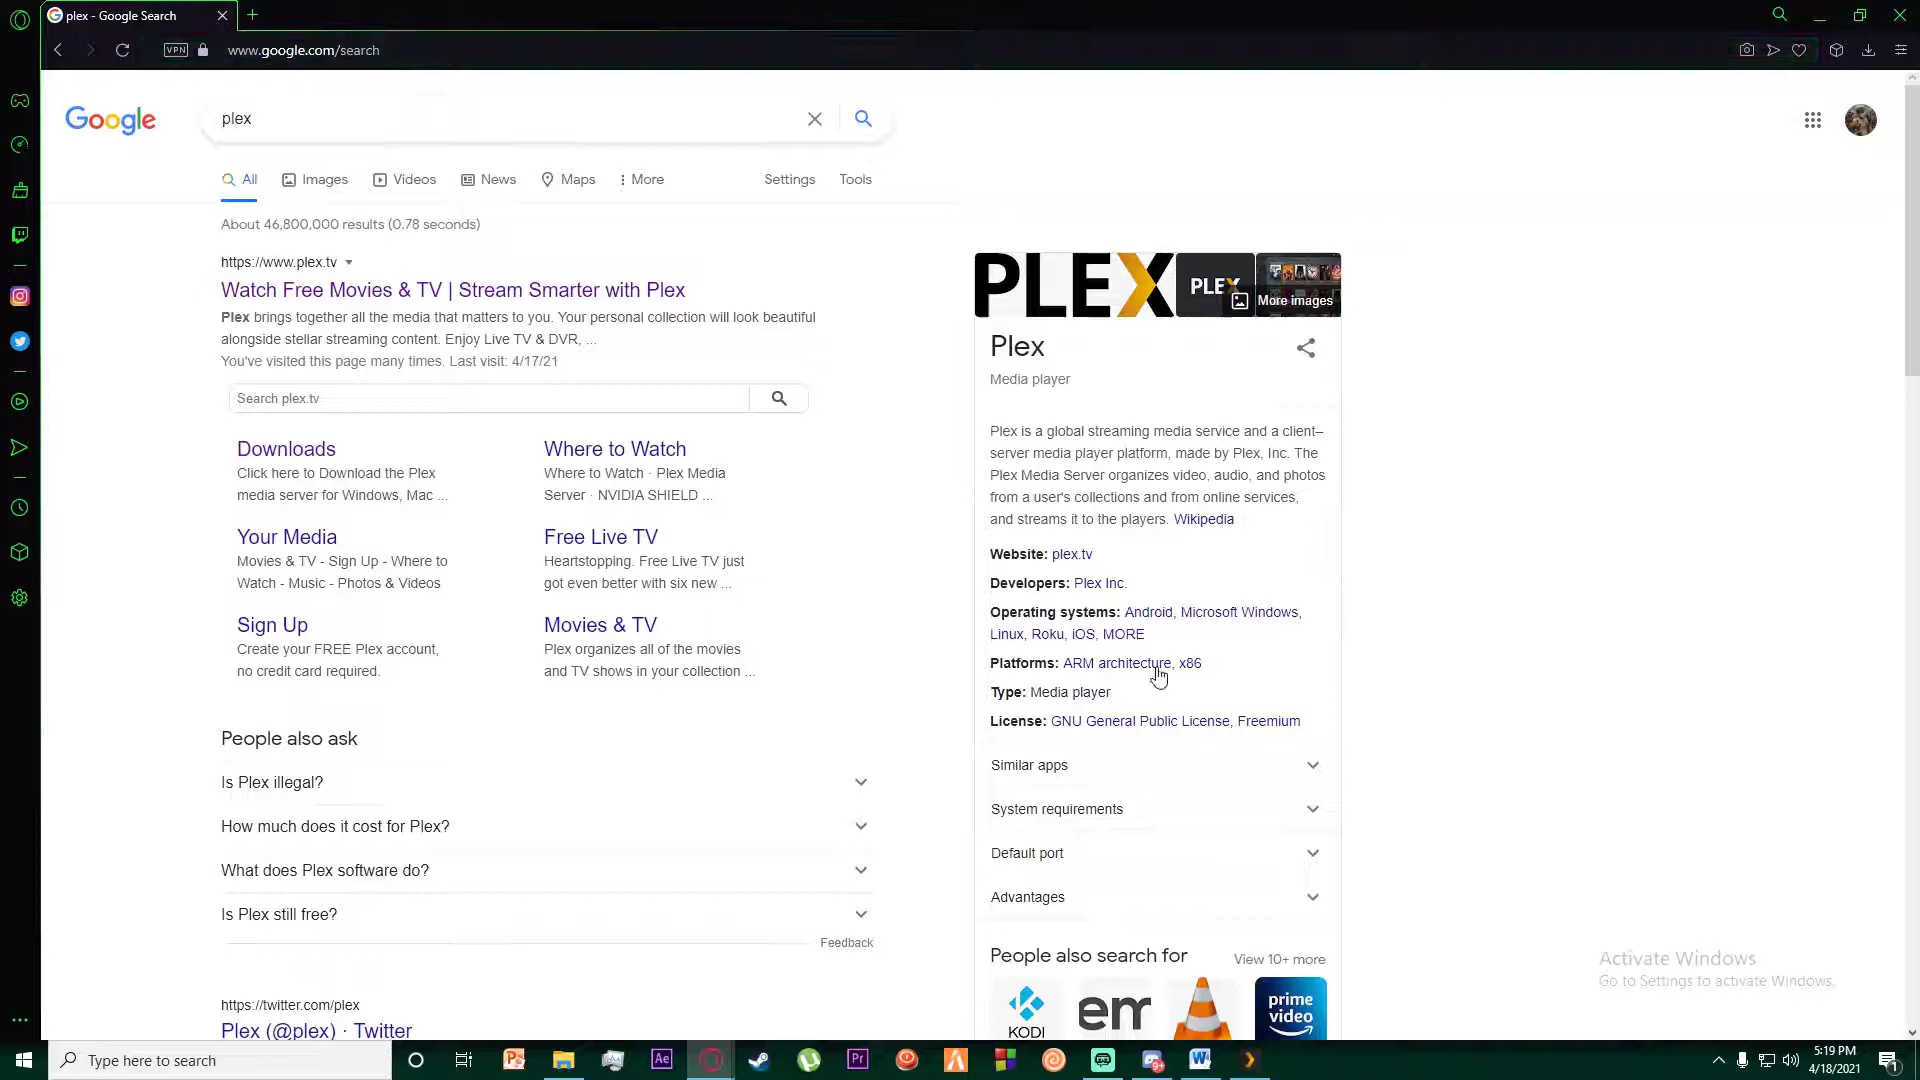 plex - Google Search
VPN
www.google.com/search
Google
plex
All
Images
Videos
News
Maps
More
Settings
Tools
About 46,800,000 results (0.78 seconds)
https://www.plex.tv
Watch Free Movies & TV | Stream Smarter with Plex
Plex brings together all the media that matters to you. Your personal collection will look beautiful
alongside stellar streaming content. Enjoy Live TV & DVR, ...
You've visited this page many times. Last visit: 4/17/21
Search plex.tv
Downloads
Click here to Download the Plex
media server for Windows, Mac ...
Where to Watch
Where to Watch · Plex Media
Server · NVIDIA SHIELD ...
Your Media
Movies & TV - Sign Up - Where to
Watch - Music - Photos & Videos
Free Live TV
Heartstopping. Free Live TV just
got even better with six new ...
Sign Up
Create your FREE Plex account,
no credit card required.
Movies & TV
Plex organizes all of the movies
and TV shows in your collection ...
People also ask
Is Plex illegal?
How much does it cost for Plex?
What does Plex software do?
Is Plex still free?
Feedback
https://twitter.com/plex
Plex (@plex) · Twitter
PLEX
PLEX
More images
Plex
Media player
Plex is a global streaming media service and a client–
server media player platform, made by Plex, Inc. The
Plex Media Server organizes video, audio, and photos
from a user's collections and from online services,
and streams it to the players. Wikipedia
Website: plex.tv
Developers: Plex Inc.
Operating systems: Android, Microsoft Windows,
Linux, Roku, iOS, MORE
Platforms: ARM architecture, x86
Type: Media player
License: GNU General Public License, Freemium
Similar apps
System requirements
Default port
Advantages
People also search for
View 10+ more
KODI
em
prime
video
Activate Windows
Go to Settings to activate Windows.
Type here to search
Ae
Pr
W
5:19 PM
4/18/2021
1